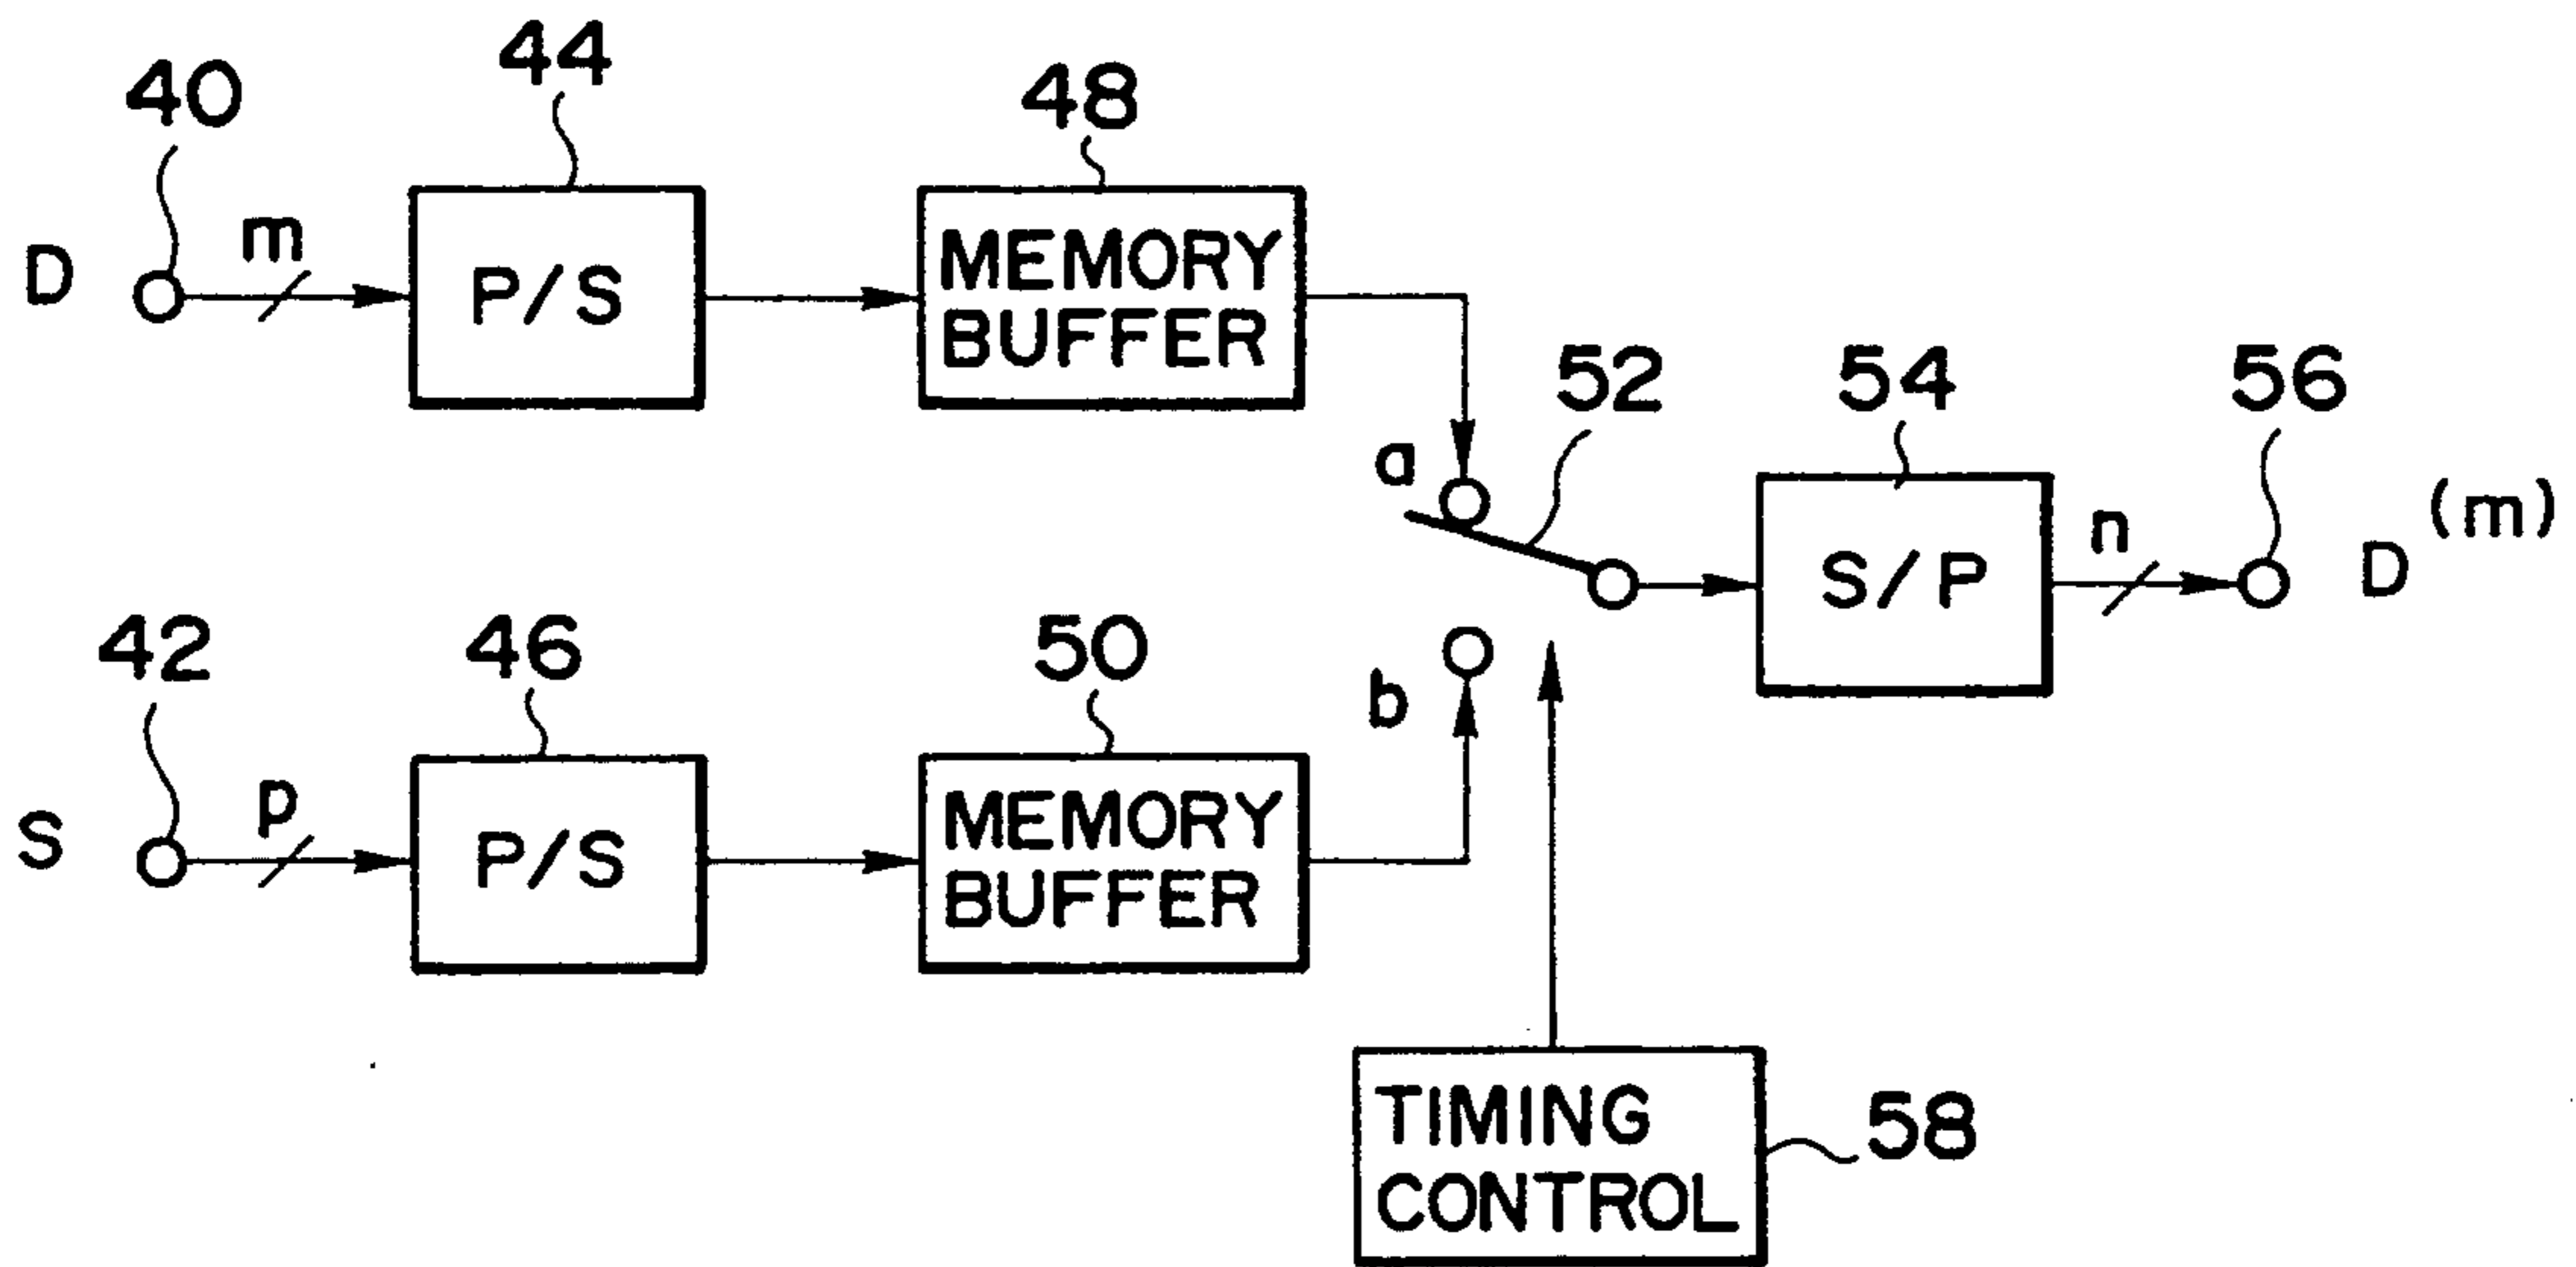 44
40
48
D
m
P/S
MEMORY
BUFFER
52
54
56
a
S/P
n
D(m)
42
46
50
b
S
p
P/S
MEMORY
BUFFER
TIMING
CONTROL
58